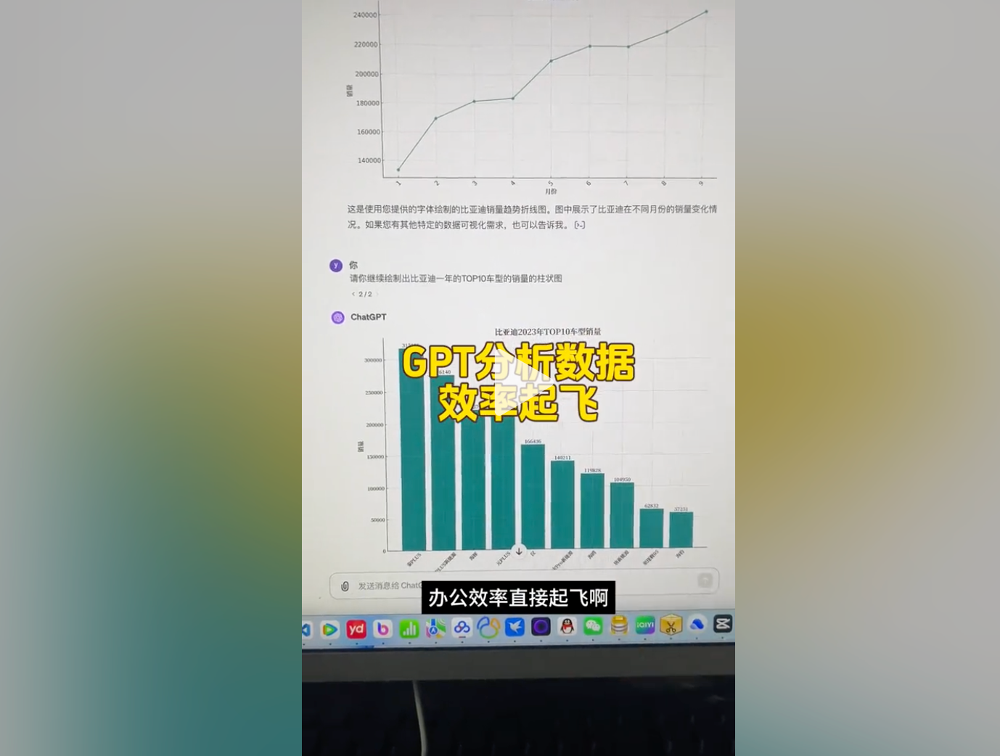 240000
220000
200000
180000
160000
140000
销量
1 2 3 4 5 6 7 8 9
月份
这是使用您提供的字体绘制的比亚迪销量趋势折线图。图中展示了比亚迪在不同月份的销量变化情
况。如果您有其他特定的数据可视化需求，也可以告诉我。 [>-]
y 你
请你继续绘制出比亚迪一年的TOP10车型的销量的柱状图
< 2 / 2 >
ChatGPT
比亚迪2023年TOP10车型销量
GPT分析数据
效率起飞
300000
250000
200000
150000
100000
50000
0
销量
166436
140211
119828
104950
62832
37231
秦PLUS
海豚
元PLUS
汉
海鸥
海豹
发送消息给 Chat
办公效率直接起飞啊
yd
b
iQIYI